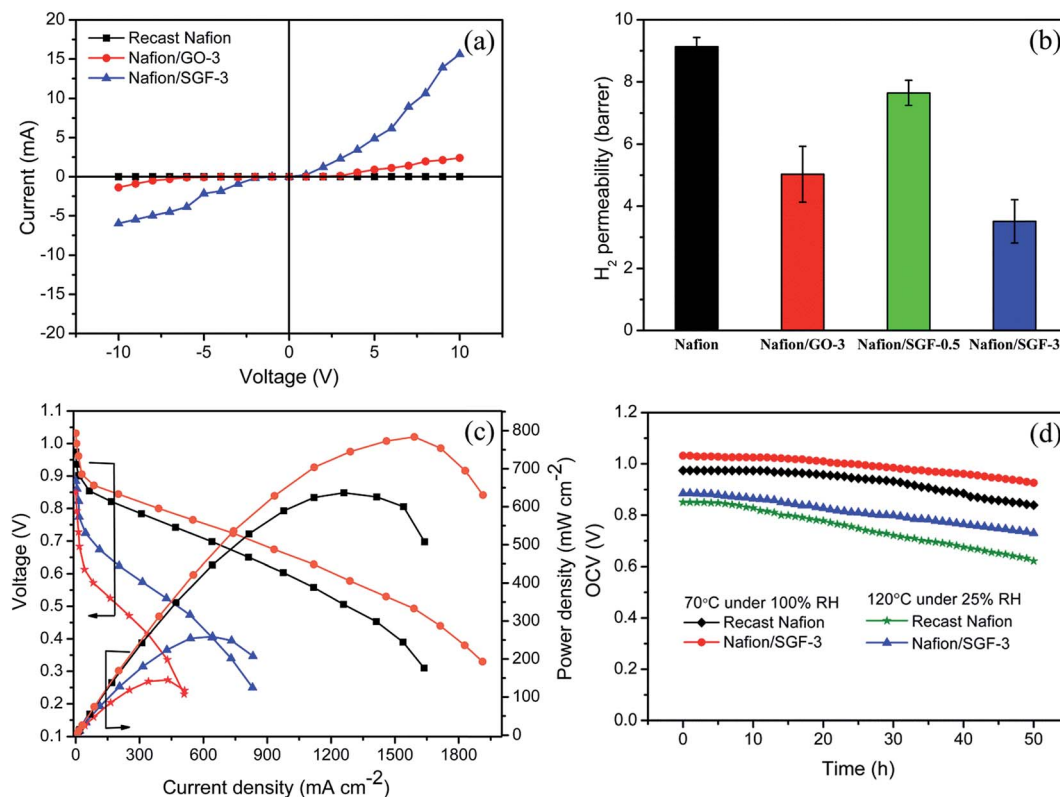 (a)
Recast Nafion
Nafion/GO-3
Nafion/SGF-3
Current (mA)
20
15
10
5
0
-5
-10
-15
-20
-10 -5 0 5 10
Voltage (V)
(b)
H2 permeability (barrer)
10
8
6
4
2
0
Nafion Nafion/GO-3 Nafion/SGF-0.5 Nafion/SGF-3
(c)
Voltage (V)
1.1
1.0
0.9
0.8
0.7
0.6
0.5
0.4
0.3
0.2
0.1
0 300 600 900 1200 1500 1800
Current density (mA cm-2)
800
700
600
500
400
300
200
100
0
Power density (mW cm-2)
(d)
OCV (V)
1.2
1.0
0.8
0.6
0.4
0.2
0.0
70°C under 100% RH
Recast Nafion
Nafion/SGF-3
120°C under 25% RH
Recast Nafion
Nafion/SGF-3
0 10 20 30 40 50
Time (h)